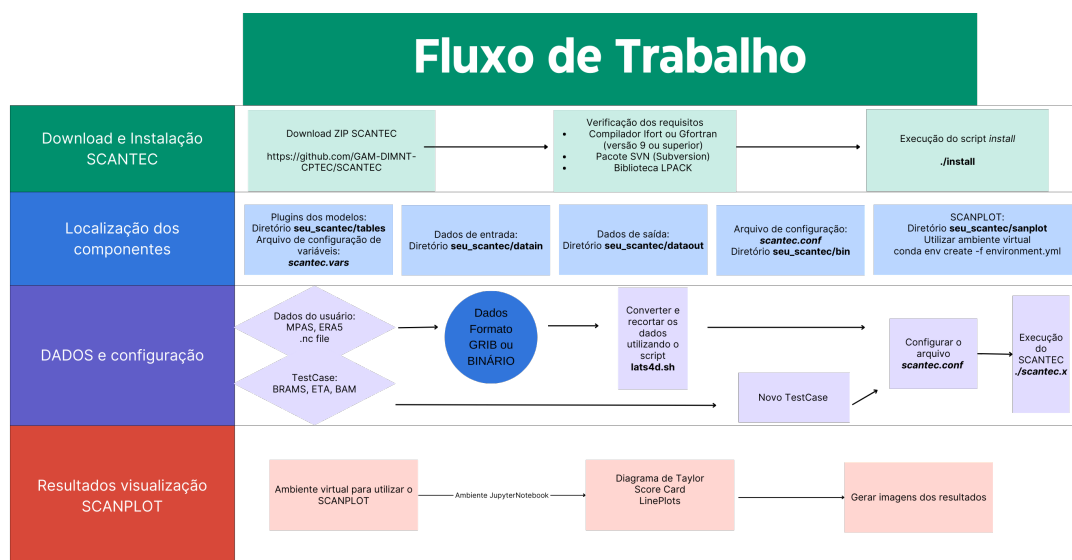 Fluxo de Trabalho
Download e Instalação
SCANTEC
Download ZIP SCANTEC
https://github.com/GAM-DIMNT-
CPTEC/SCANTEC
Verificação dos requisitos
• Compilador Ifort ou Gfortran
(versão 9 ou superior)
• Pacote SVN (Subversion)
• Biblioteca LPACK
Execução do script install
./install
Localização dos
componentes
Plugins dos modelos:
Diretório seu_scantec/tables
Arquivo de configuração de
variáveis:
scantec.vars
Dados de entrada:
Diretório seu_scantec/datain
Dados de saída:
Diretório seu_scantec/dataout
Arquivo de configuração:
scantec.conf
Diretório seu_scantec/bin
SCANPLOT:
Diretório seu_scantec/sanplot
Utilizar ambiente virtual
conda env create -f environment.yml
DADOS e configuração
Dados do usuário:
MPAS, ERA5
.nc file
Dados
Formato
GRIB ou
BINÁRIO
Converter e
recortar os
dados
utilizando o
script
lats4d.sh
Configurar o
arquivo
scantec.conf
Execução
do
SCANTEC
./scantec.x
TestCase:
BRAMS, ETA, BAM
Novo TestCase
Resultados visualização
SCANPLOT
Ambiente virtual para utilizar o
SCANPLOT
Ambiente JupyterNotebook
Diagrama de Taylor
Score Card
LinePlots
Gerar imagens dos resultados